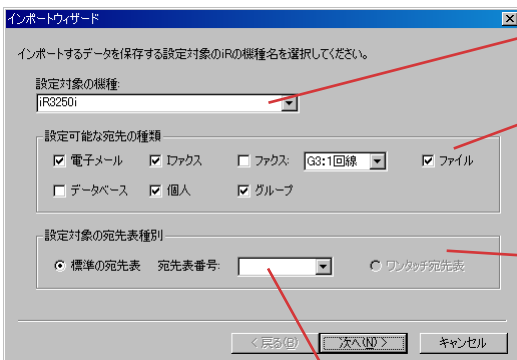 インポートウィザード
インポートするデータを保存する設定対象のiRの機種名を選択してください。
設定対象の機種:
iR3250i
設定可能な宛先の種類
電子メール Iファクス ファクス: G3:1回線 ファイル
データベース 個人 グループ
設定対象の宛先表種別
標準の宛先表 宛先表番号: ワンタッチ宛先表
< 戻る(B) 次へ(N) > キャンセル